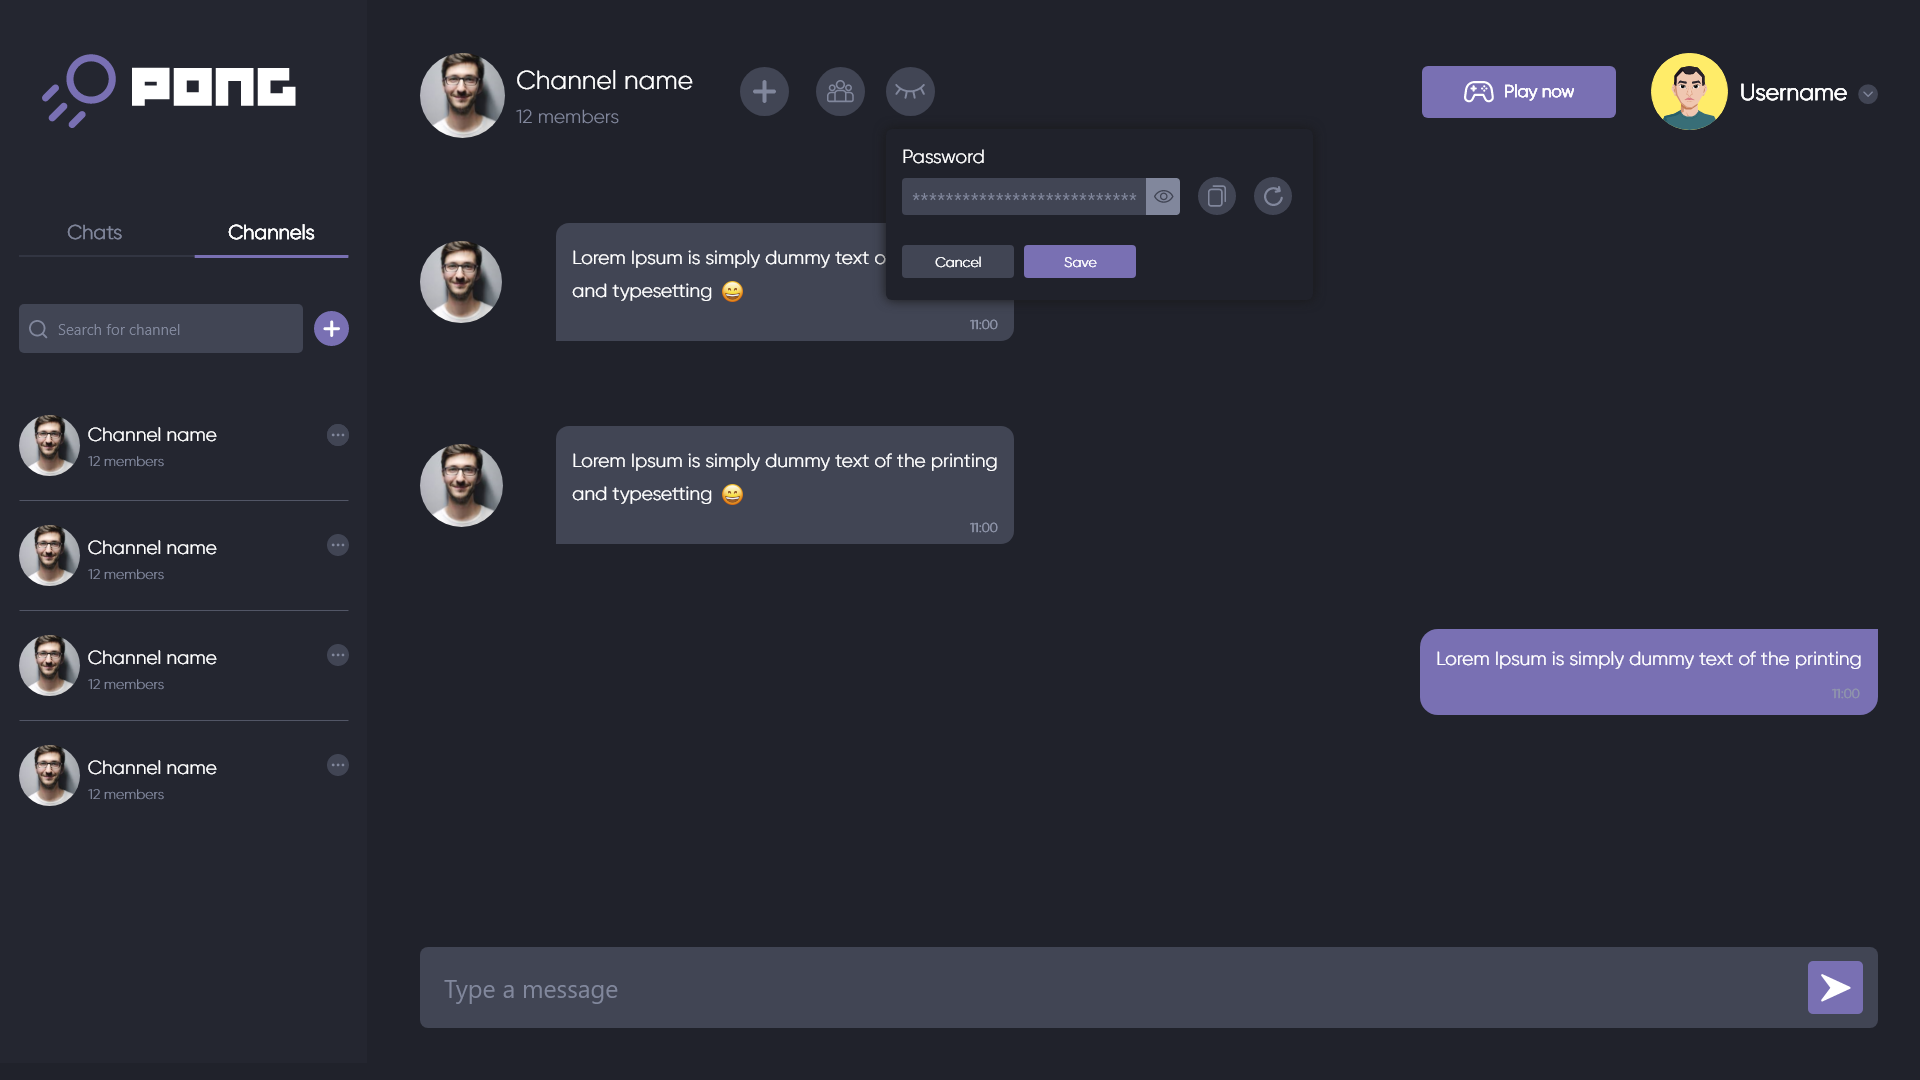 PONG
Chats
Channels
Search for channel
Channel name
12 members
Channel name
12 members
Channel name
12 members
Channel name
12 members
Channel name
12 members
Play now
Username
Password
***************************
Cancel
Save
Lorem Ipsum is simply dummy text o
and typesetting 😄
11:00
Lorem Ipsum is simply dummy text of the printing
and typesetting 😄
11:00
Lorem Ipsum is simply dummy text of the printing
11:00
Type a message